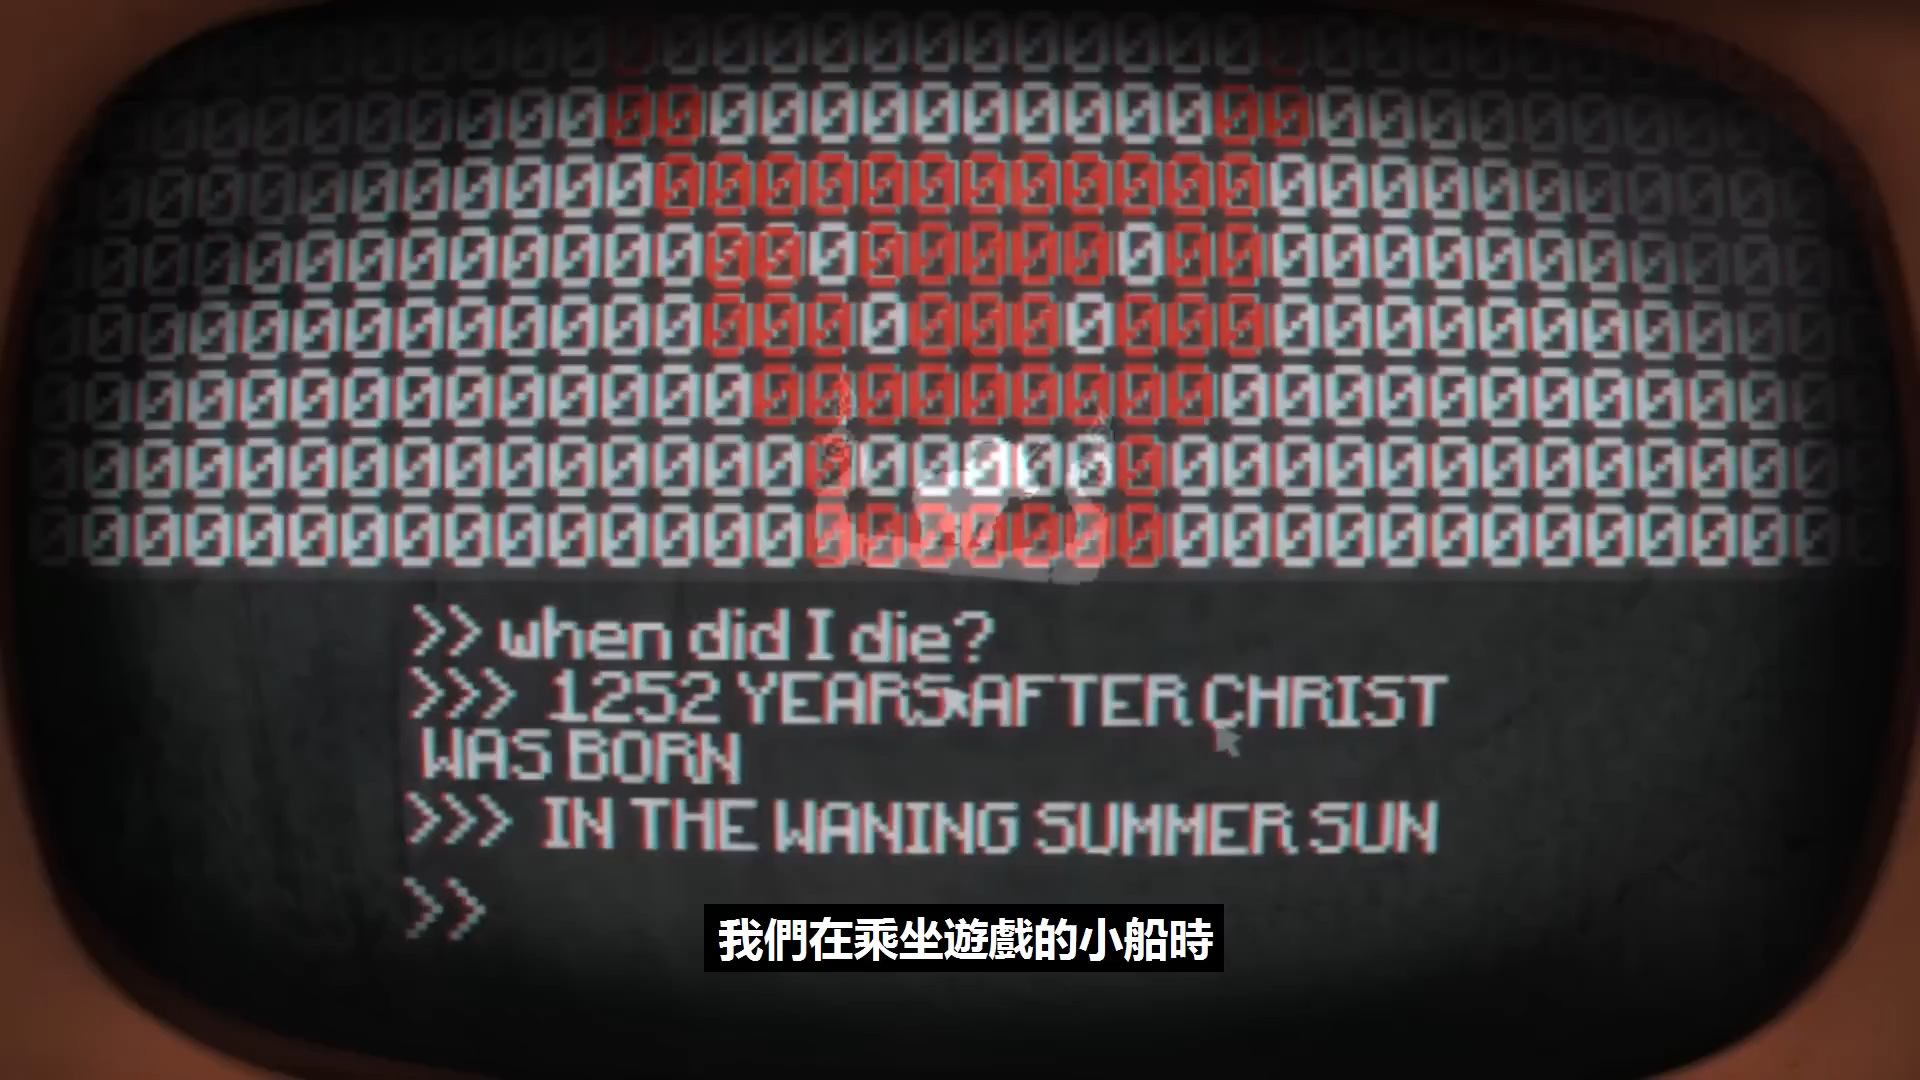 >> when did I die?
>>> 1252 YEARS AFTER CHRIST
WAS BORN
>>> IN THE WANING SUMMER SUN
>>
我們在乘坐遊戲的小船時